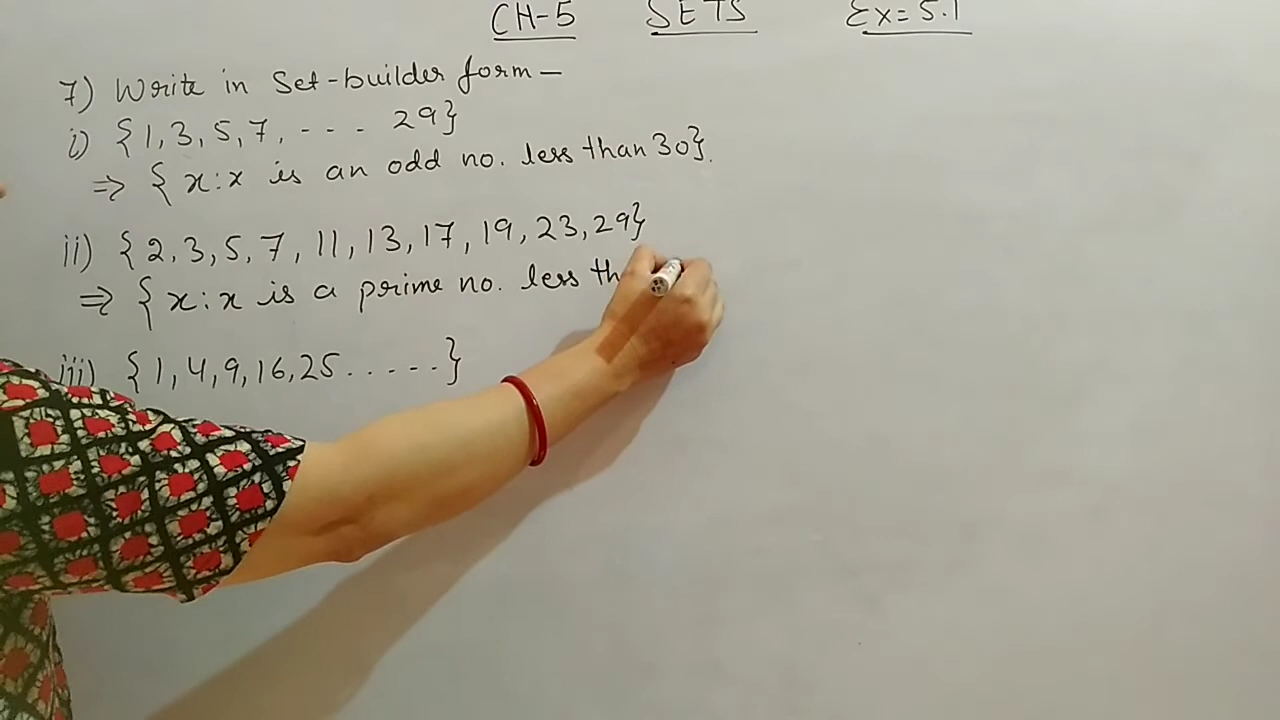 CH-5 SETS Ex=5.1
7) Write in Set-builder form -
i) {1, 3, 5, 7, --- 29}
⇒ {x:x is an odd no. less than 30}.
ii) {2, 3, 5, 7, 11, 13, 17, 19, 23, 29}
⇒ {x:x is a prime no. less th
iii) {1, 4, 9, 16, 25.....}